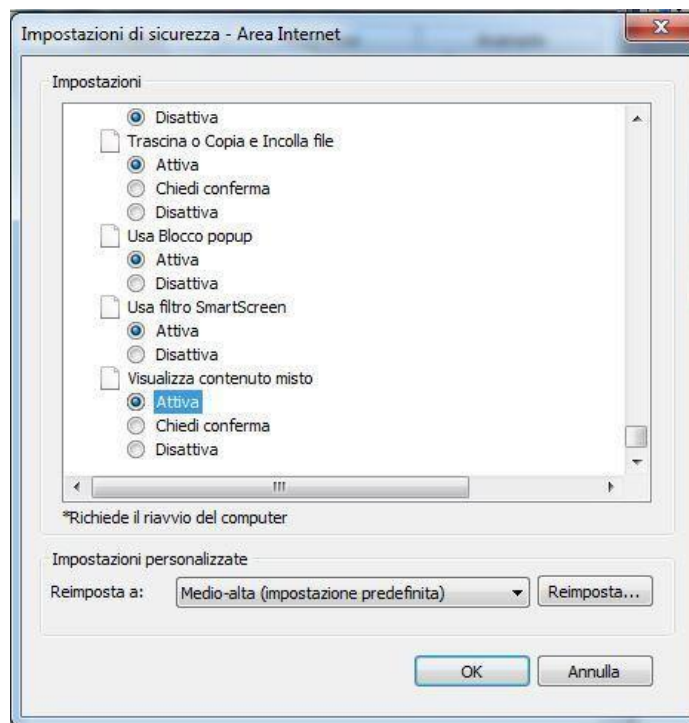 Impostazioni di sicurezza - Area Internet
Impostazioni
Disattiva
Trascina o Copia e Incolla file
Attiva
Chiedi conferma
Disattiva
Usa Blocco popup
Attiva
Disattiva
Usa filtro SmartScreen
Attiva
Disattiva
Visualizza contenuto misto
Attiva
Chiedi conferma
Disattiva
*Richiede il riavvio del computer
Impostazioni personalizzate
Reimposta a: Medio-alta (impostazione predefinita) Reimposta...
OK Annulla